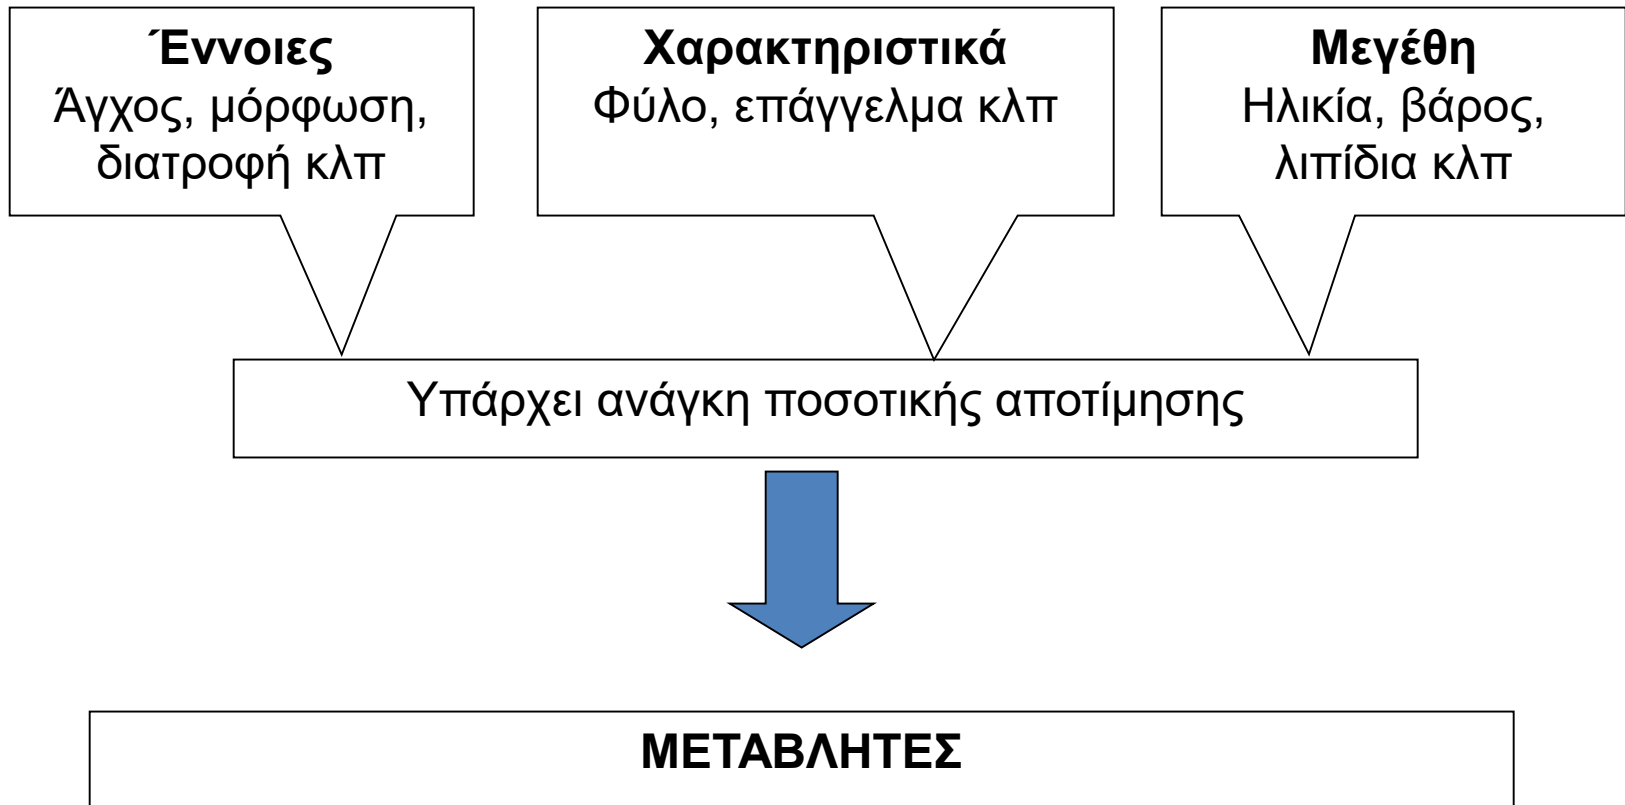 Έννοιες
Άγχος, μόρφωση,
διατροφή κλπ
Χαρακτηριστικά
Φύλο, επάγγελμα κλπ
Μεγέθη
Ηλικία, βάρος,
λιπίδια κλπ
Υπάρχει ανάγκη ποσοτικής αποτίμησης
ΜΕΤΑΒΛΗΤΕΣ